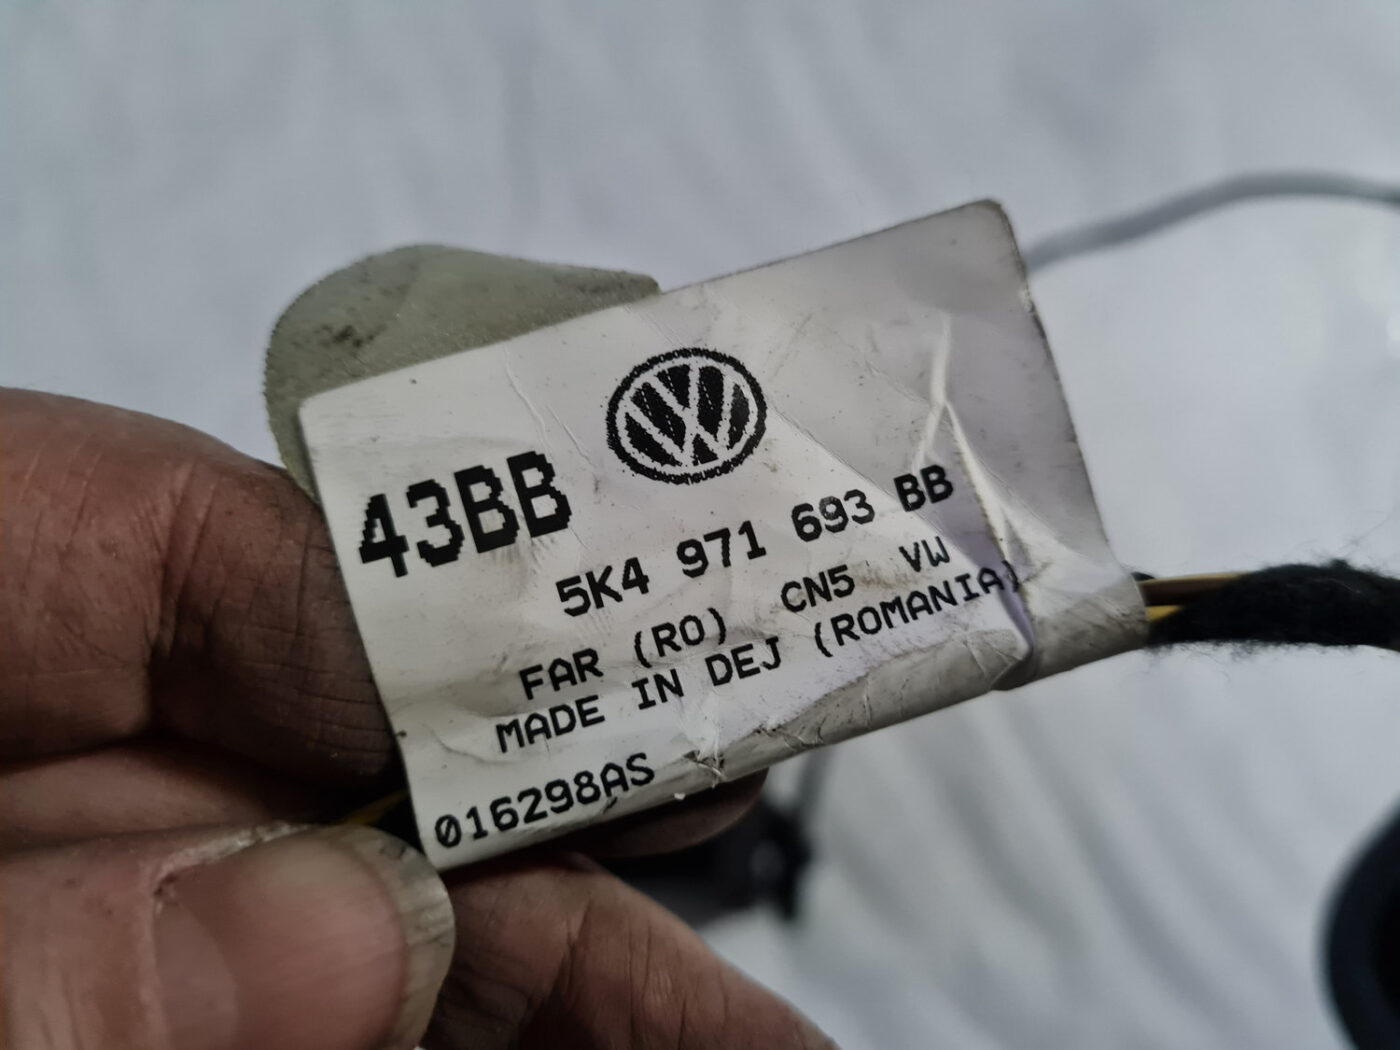 43BB
5K4 971 693 BB
FAR (RO) CN5 VW
MADE IN DEJ (ROMANIA)
016298AS